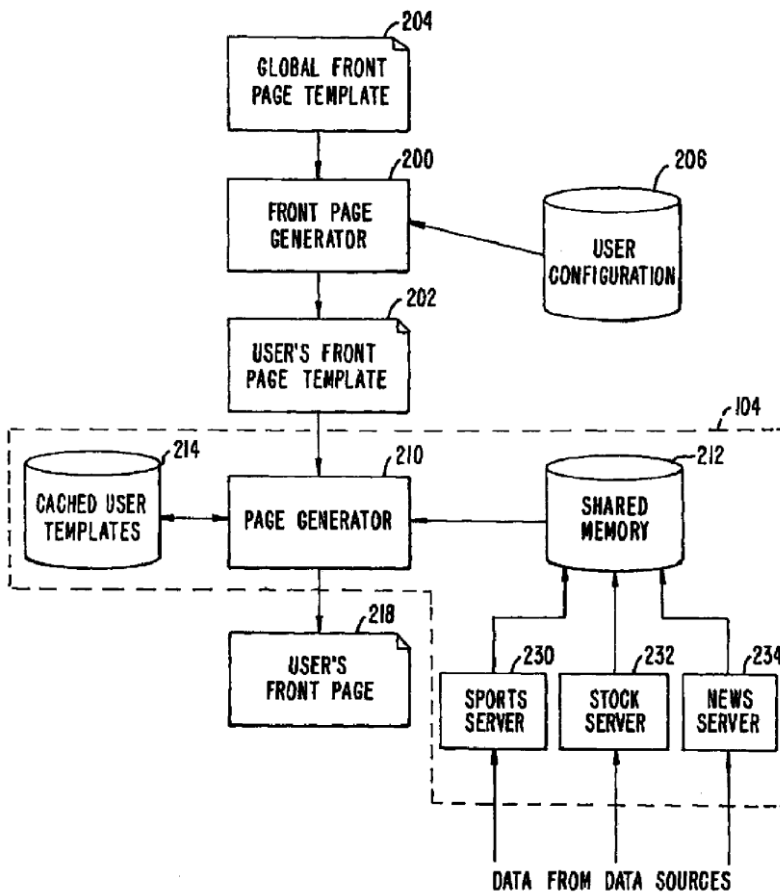 204
GLOBAL FRONT
PAGE TEMPLATE
200
206
FRONT PAGE
GENERATOR
USER
CONFIGURATION
202
USER'S FRONT
PAGE TEMPLATE
104
214
210
212
CACHED USER
TEMPLATES
PAGE GENERATOR
SHARED
MEMORY
218
USER'S
FRONT PAGE
230
232
234
SPORTS
SERVER
STOCK
SERVER
NEWS
SERVER
DATA FROM DATA SOURCES